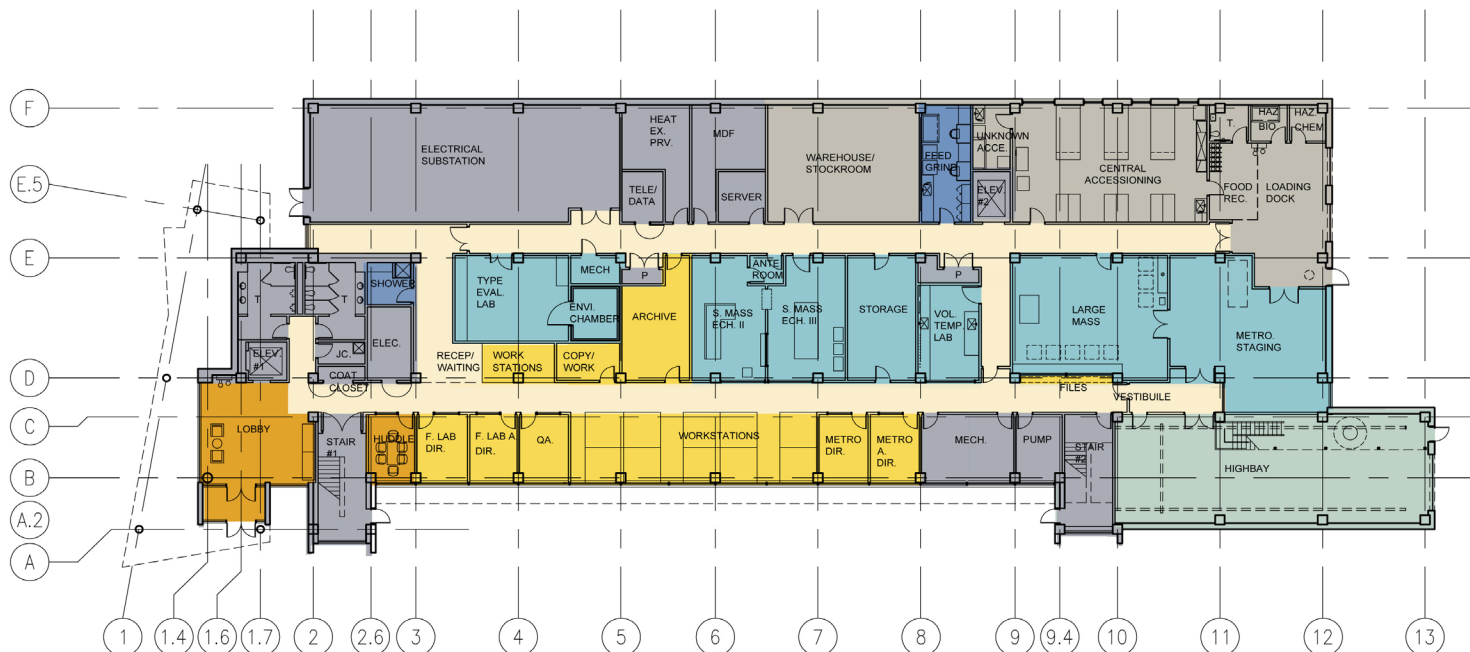 F
HEAT
EX.
PRV.
MDF
ELECTRICAL
SUBSTATION
WAREHOUSE/
STOCKROOM
FEED
GRIND
UNKNOWN
ACCE.
CENTRAL
ACCESSIONING
T.
HAZ
BIO
HAZ.
CHEM
E.5
TELE/
DATA
SERVER
ELEV.
#2
FOOD
REC.
LOADING
DOCK
E
T
T
SHOWER
TYPE
EVAL.
LAB
MECH
ENVI.
CHAMBER
P
ARCHIVE
S. MASS
ECH. II
ANTE
ROOM
S. MASS
ECH. III
STORAGE
P
VOL.
TEMP.
LAB
LARGE
MASS
METRO.
STAGING
ELEV.
#1
JC.
ELEC.
COAT
CLOSET
RECEP/
WAITING
WORK
STATIONS
COPY/
WORK
D
FILES
VESTIBUILE
C
LOBBY
STAIR
#1
HUDDLE
F. LAB
DIR.
F. LAB A.
DIR.
QA.
WORKSTATIONS
METRO
DIR.
METRO
A. DIR.
MECH.
PUMP
STAIR
#2
HIGHBAY
B
A.2
A
1
1.4
1.6
1.7
2
2.6
3
4
5
6
7
8
9
9.4
10
11
12
13